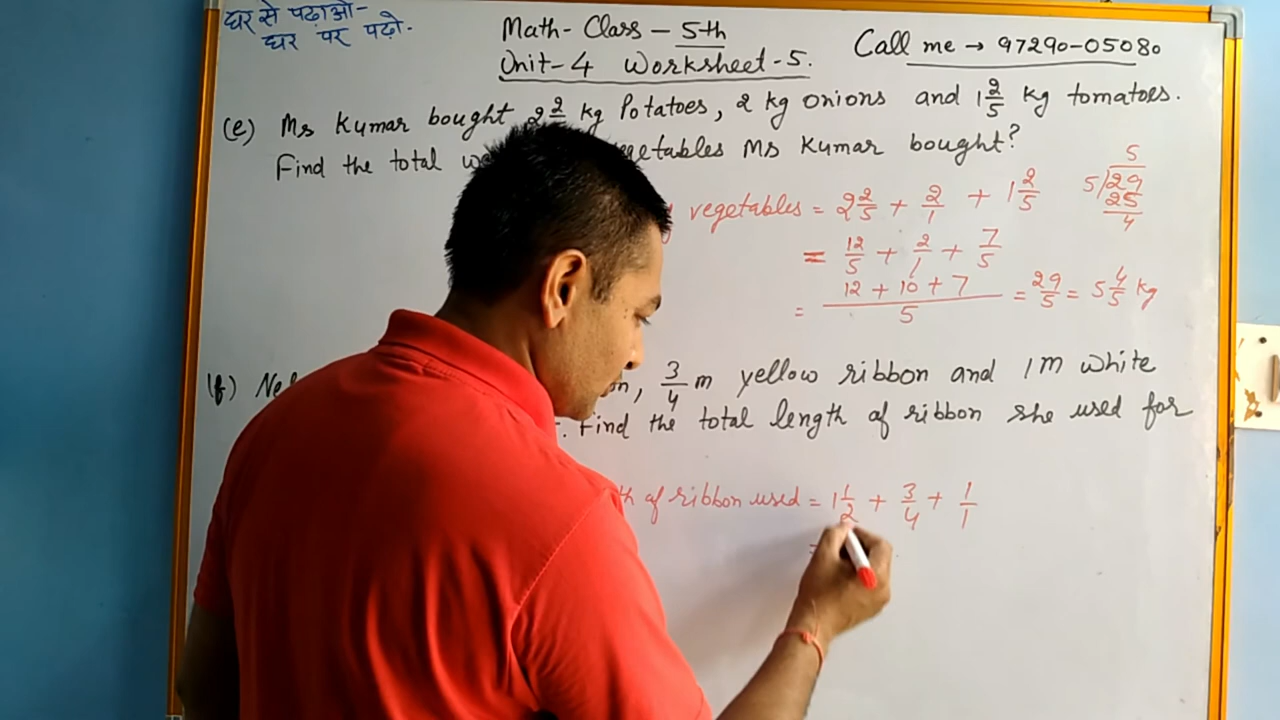 घर से पढ़ाओ-
घर पर पढ़ो.
Math- Class - 5th
Unit-4 Worksheet-5.
Call me → 97290-05080
(e) Ms Kumar bought 2 2/5 kg Potatoes, 2 kg onions and 1 2/5 kg tomatoes.
Find the total vegetables Ms Kumar bought?
vegetables = 2 2/5 + 2/1 + 1 2/5
= 12/5 + 2/1 + 7/5
= 12 + 10 + 7 / 5 = 29/5 = 5 4/5 kg
5
5)29
25
4
(f) 3/4 m yellow ribbon and 1m white
. Find the total length of ribbon she used for
of ribbon used = 1 1/2 + 3/4 + 1/1
=